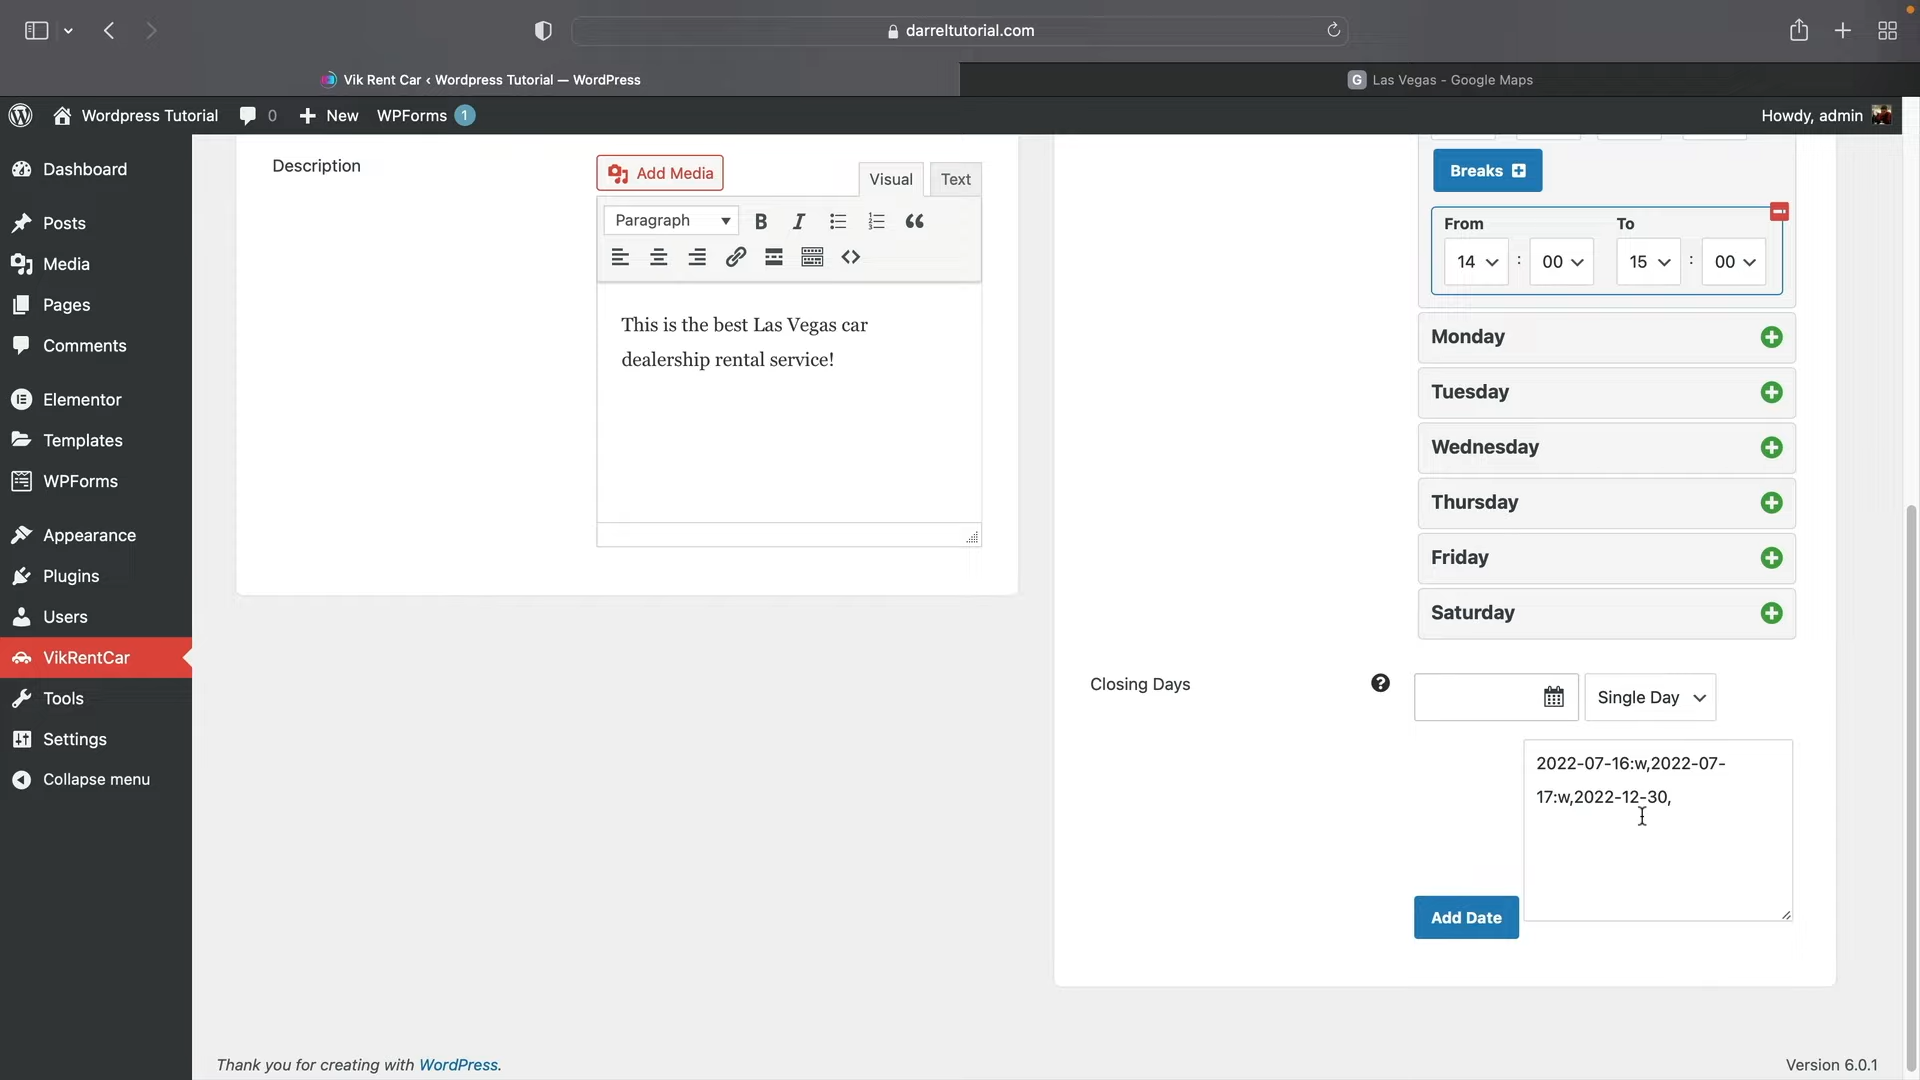 darreltutorial.com
Vik Rent Car ‹ Wordpress Tutorial — WordPress
G Las Vegas - Google Maps
Wordpress Tutorial
0
New
WPForms 1
Howdy, admin
Dashboard
Posts
Media
Pages
Comments
Elementor
Templates
WPForms
Appearance
Plugins
Users
VikRentCar
Tools
Settings
Collapse menu
Description
Add Media
Visual
Text
Paragraph
This is the best Las Vegas car
dealership rental service!
Breaks
From
To
14 : 00
15 : 00
Monday
Tuesday
Wednesday
Thursday
Friday
Saturday
Closing Days
Single Day
2022-07-16:w,2022-07-
17:w,2022-12-30,
Add Date
Thank you for creating with WordPress.
Version 6.0.1